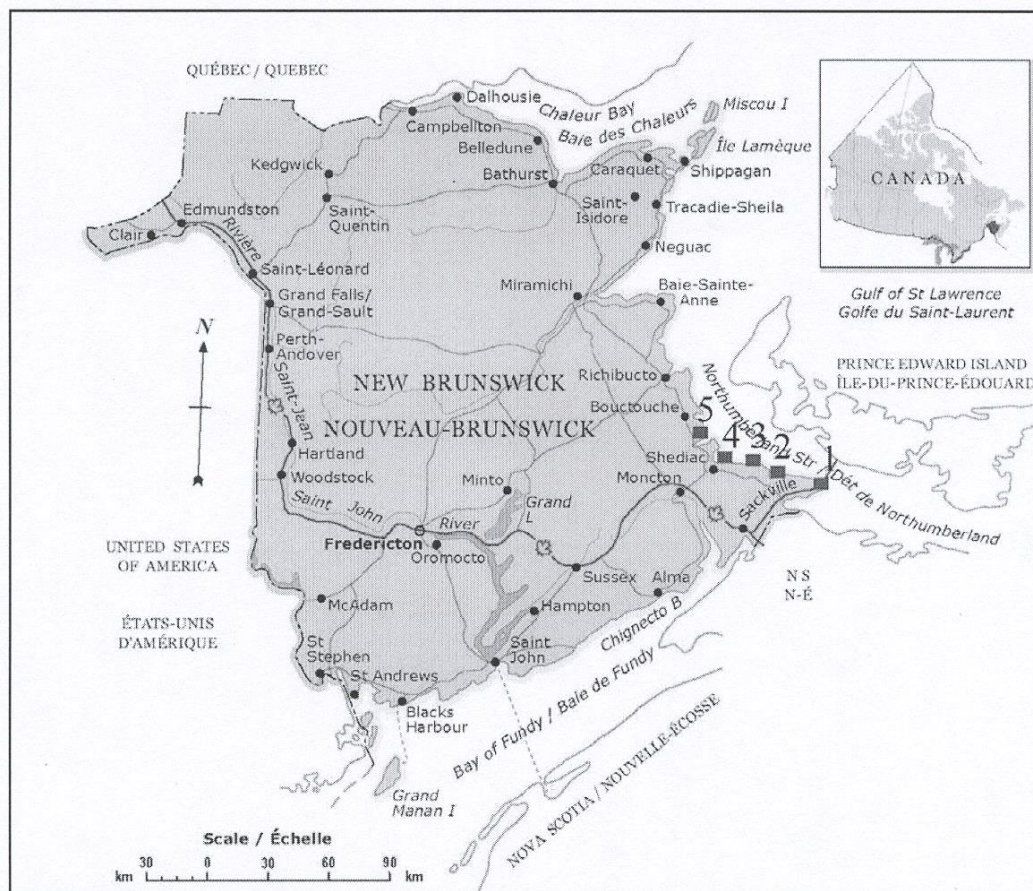 QUÉBEC / QUEBEC
Dalhousie
Campbellton
Chaleur Bay
Baie des Chaleurs
Miscou I
Belledune
Île Lamèque
Kedgwick
Bathurst
Caraquet
Shippagan
CANADA
Saint-
Quentin
Saint-
Isidore
Tracadie-Sheila
Edmundston
Clair
Rivière
Neguac
Saint-Léonard
Miramichi
Baie-Sainte-
Anne
Gulf of St Lawrence
Golfe du Saint-Laurent
Grand Falls/
Grand-Sault
N
Perth-
Andover
Saint-Jean
NEW BRUNSWICK
NOUVEAU-BRUNSWICK
Richibucto
Northumberland Str / Dét de Northumberland
PRINCE EDWARD ISLAND
ÎLE-DU-PRINCE-ÉDOUARD
Bouctouche
5
4
3
2
1
Hartland
Shediac
Woodstock
Minto
Grand
L
Moncton
Sackville
Saint John River
Fredericton
Oromocto
UNITED STATES
OF AMERICA
ÉTATS-UNIS
D'AMÉRIQUE
Sussex
Alma
NS
N-É
McAdam
Hampton
Chignecto B
St
Stephen
Saint
John
St Andrews
Blacks
Harbour
Bay of Fundy / Baie de Fundy
NOVA SCOTIA / NOUVELLE-ÉCOSSE
Grand
Manan I
Scale / Échelle
30 0 30 60 90
km km